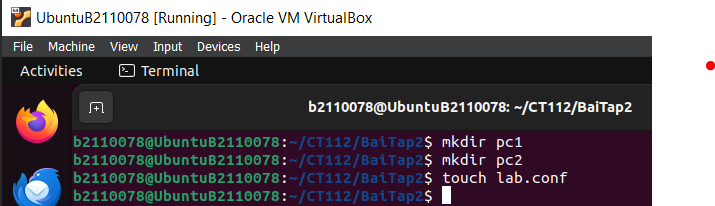 UbuntuB2110078 [Running] - Oracle VM VirtualBox
File Machine View Input Devices Help
Activities Terminal
b2110078@UbuntuB2110078: ~/CT112/BaiTap2
b2110078@UbuntuB2110078:~/CT112/BaiTap2$ mkdir pc1
b2110078@UbuntuB2110078:~/CT112/BaiTap2$ mkdir pc2
b2110078@UbuntuB2110078:~/CT112/BaiTap2$ touch lab.conf
b2110078@UbuntuB2110078:~/CT112/BaiTap2$